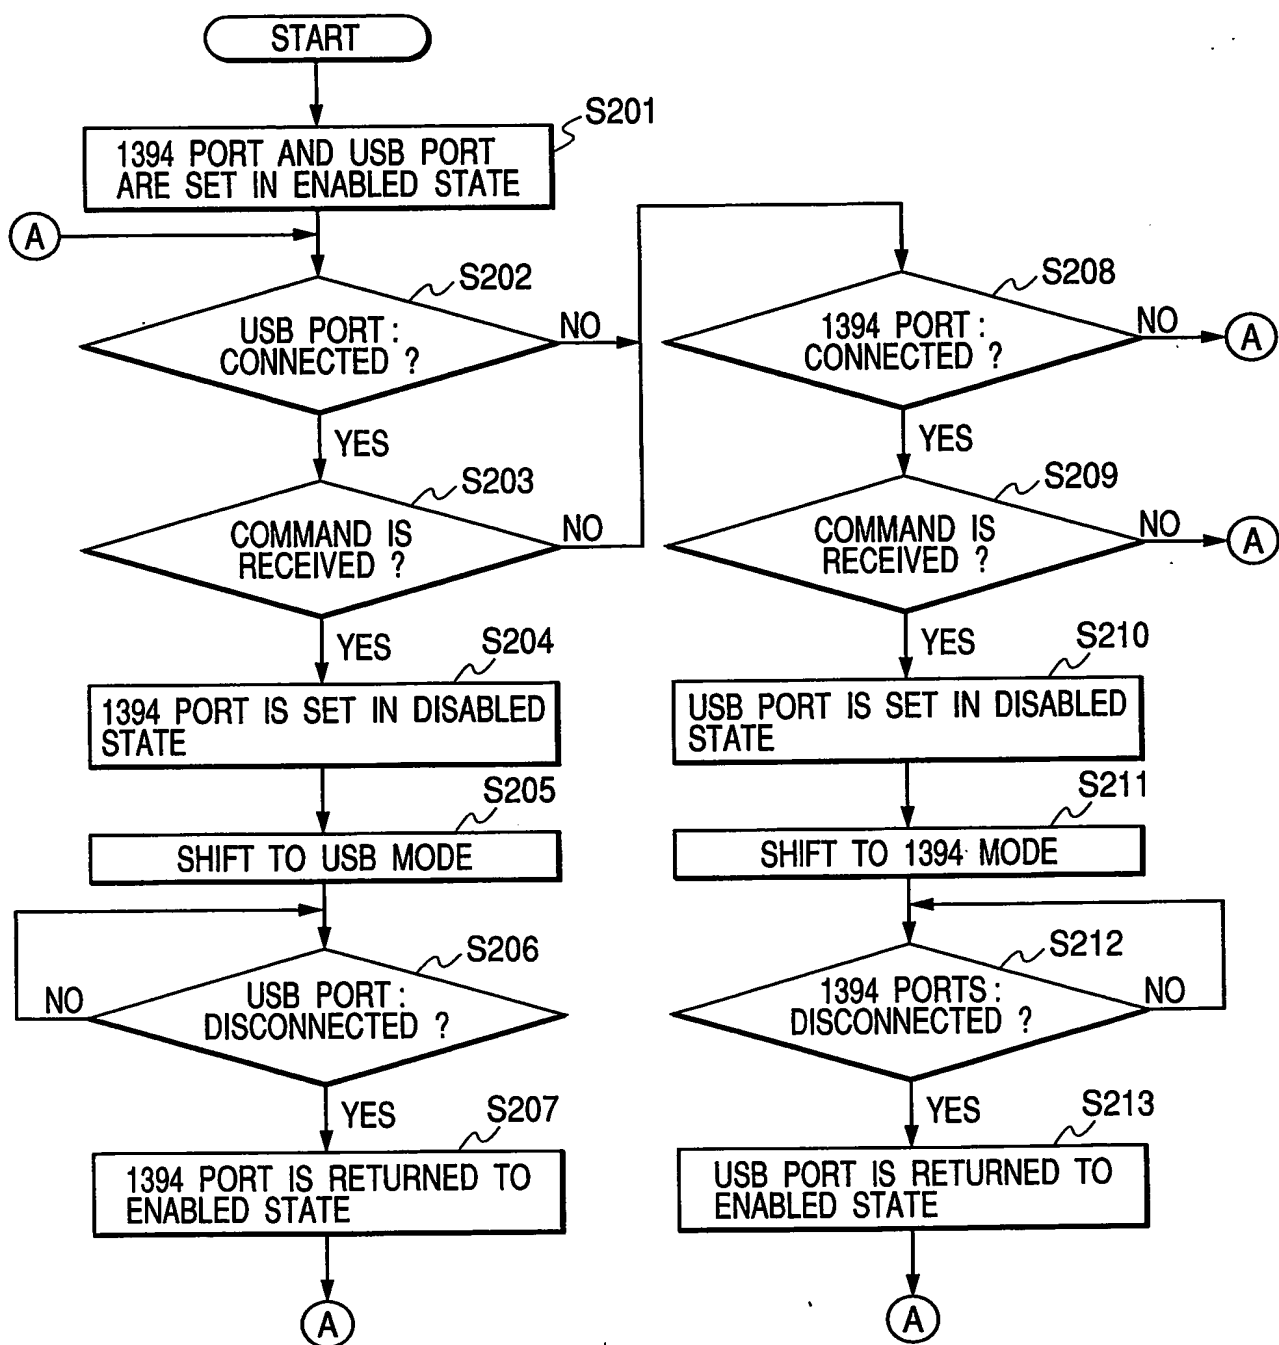 START
S201
1394 PORT AND USB PORT
ARE SET IN ENABLED STATE
A
S202
USB PORT :
CONNECTED ?
NO
YES
S203
COMMAND IS
RECEIVED ?
NO
YES
S204
1394 PORT IS SET IN DISABLED
STATE
S205
SHIFT TO USB MODE
S206
USB PORT :
DISCONNECTED ?
NO
YES
S207
1394 PORT IS RETURNED TO
ENABLED STATE
A
S208
1394 PORT :
CONNECTED ?
NO
A
YES
S209
COMMAND IS
RECEIVED ?
NO
A
YES
S210
USB PORT IS SET IN DISABLED
STATE
S211
SHIFT TO 1394 MODE
S212
1394 PORTS :
DISCONNECTED ?
NO
YES
S213
USB PORT IS RETURNED TO
ENABLED STATE
A